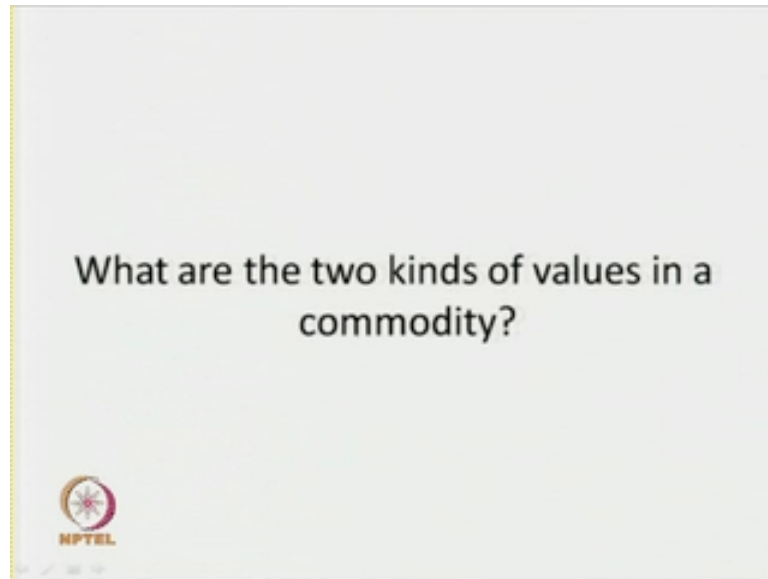 What are the two kinds of values in a
commodity?
NPTEL